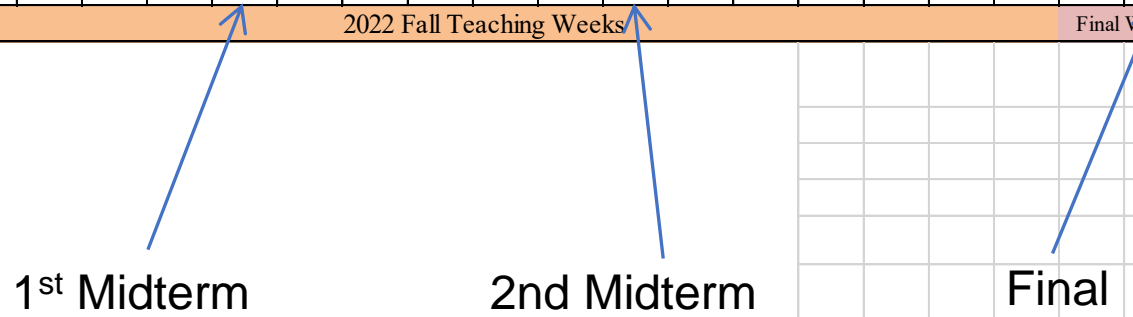 2022 Fall Teaching Weeks
Final
1st Midterm
2nd Midterm
Final